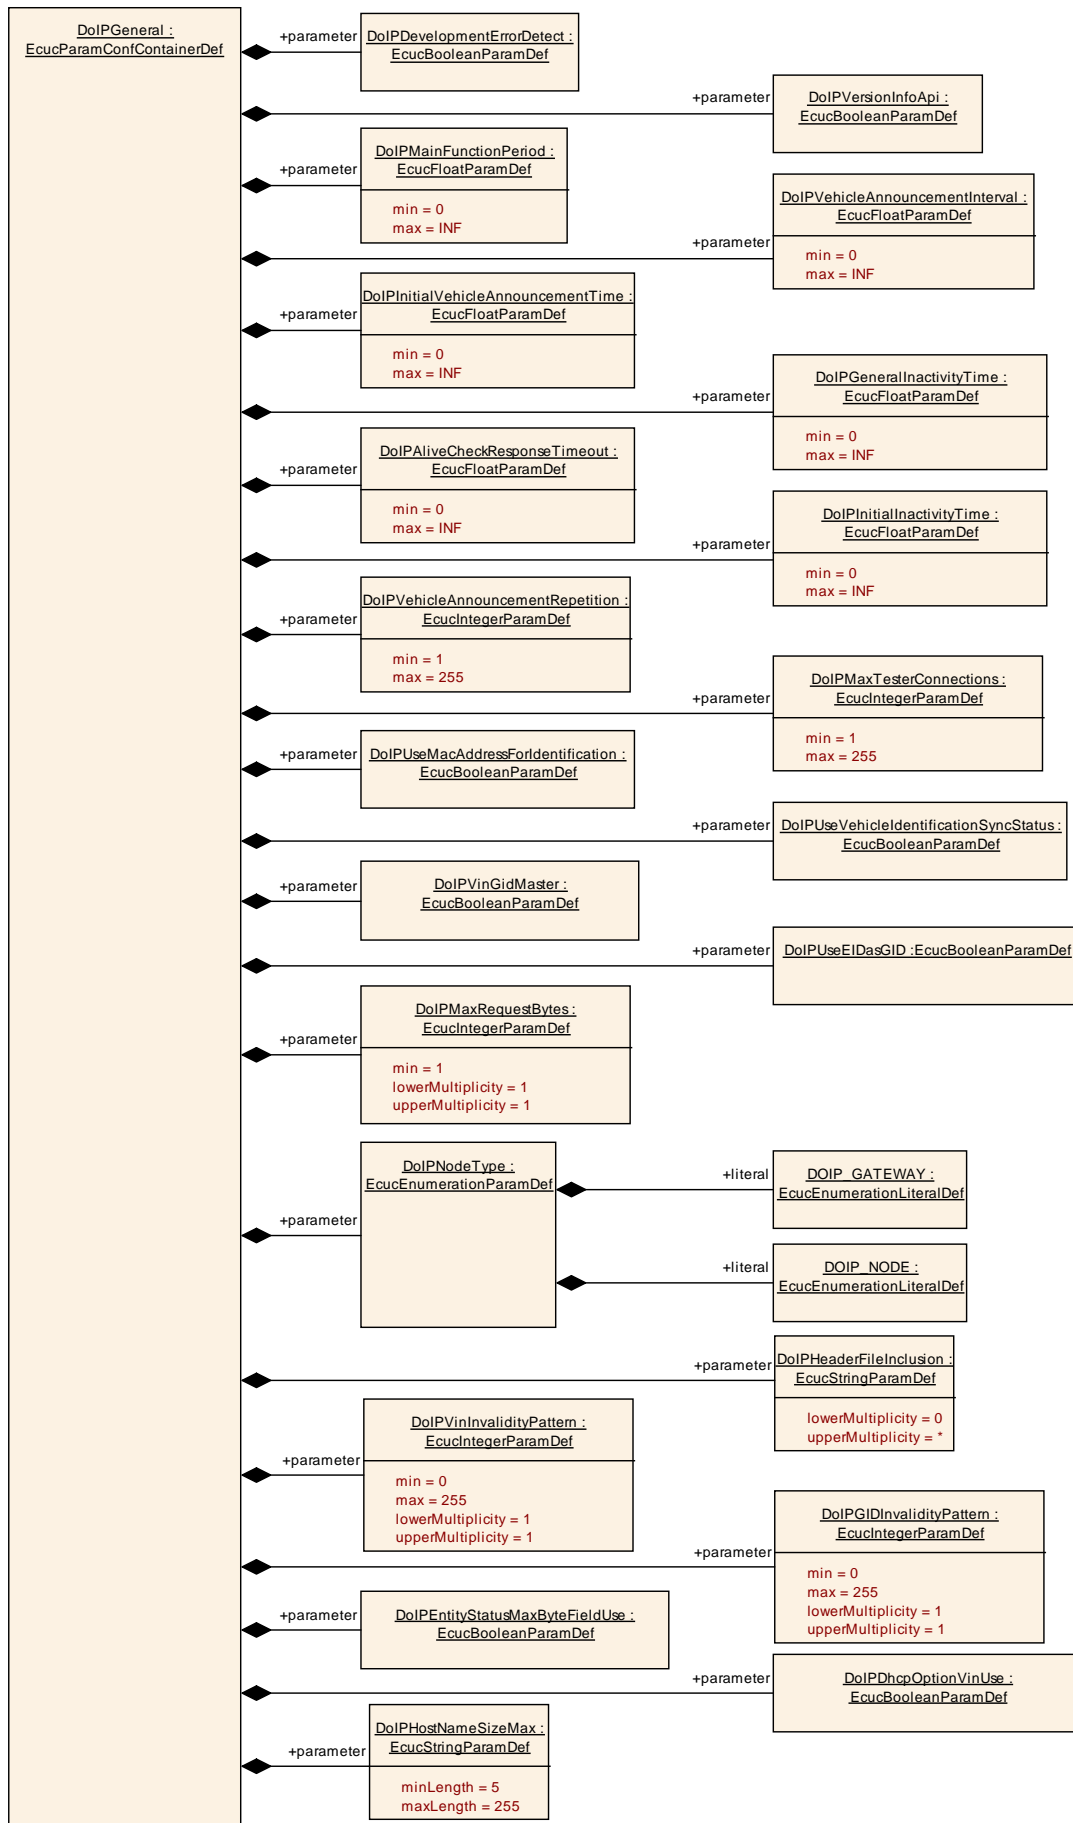 DoIPGeneral :
EcucParamConfContainerDef
+parameter
DoIPDevelopmentErrorDetect :
EcucBooleanParamDef
+parameter
DoIPVersionInfoApi :
EcucBooleanParamDef
+parameter
DoIPMainFunctionPeriod :
EcucFloatParamDef
min = 0
max = INF
+parameter
DoIPVehicleAnnouncementInterval :
EcucFloatParamDef
min = 0
max = INF
+parameter
DoIPInitialVehicleAnnouncementTime :
EcucFloatParamDef
min = 0
max = INF
+parameter
DoIPGeneralInactivityTime :
EcucFloatParamDef
min = 0
max = INF
+parameter
DoIPAliveCheckResponseTimeout :
EcucFloatParamDef
min = 0
max = INF
+parameter
DoIPInitialInactivityTime :
EcucFloatParamDef
min = 0
max = INF
+parameter
DoIPVehicleAnnouncementRepetition :
EcucIntegerParamDef
min = 1
max = 255
+parameter
DoIPMaxTesterConnections :
EcucIntegerParamDef
min = 1
max = 255
+parameter
DoIPUseMacAddressForIdentification :
EcucBooleanParamDef
+parameter
DoIPUseVehicleIdentificationSyncStatus :
EcucBooleanParamDef
+parameter
DoIPVinGidMaster :
EcucBooleanParamDef
+parameter
DoIPUseEIDasGID :EcucBooleanParamDef
+parameter
DoIPMaxRequestBytes :
EcucIntegerParamDef
min = 1
lowerMultiplicity = 1
upperMultiplicity = 1
+parameter
DoIPNodeType :
EcucEnumerationParamDef
+literal
DOIP_GATEWAY :
EcucEnumerationLiteralDef
+literal
DOIP_NODE :
EcucEnumerationLiteralDef
+parameter
DoIPHeaderFileInclusion :
EcucStringParamDef
lowerMultiplicity = 0
upperMultiplicity = *
+parameter
DoIPVinInvalidityPattern :
EcucIntegerParamDef
min = 0
max = 255
lowerMultiplicity = 1
upperMultiplicity = 1
+parameter
DoIPGIDInvalidityPattern :
EcucIntegerParamDef
min = 0
max = 255
lowerMultiplicity = 1
upperMultiplicity = 1
+parameter
DoIPEntityStatusMaxByteFieldUse :
EcucBooleanParamDef
+parameter
DoIPDhcpOptionVinUse :
EcucBooleanParamDef
+parameter
DoIPHostNameSizeMax :
EcucStringParamDef
minLength = 5
maxLength = 255